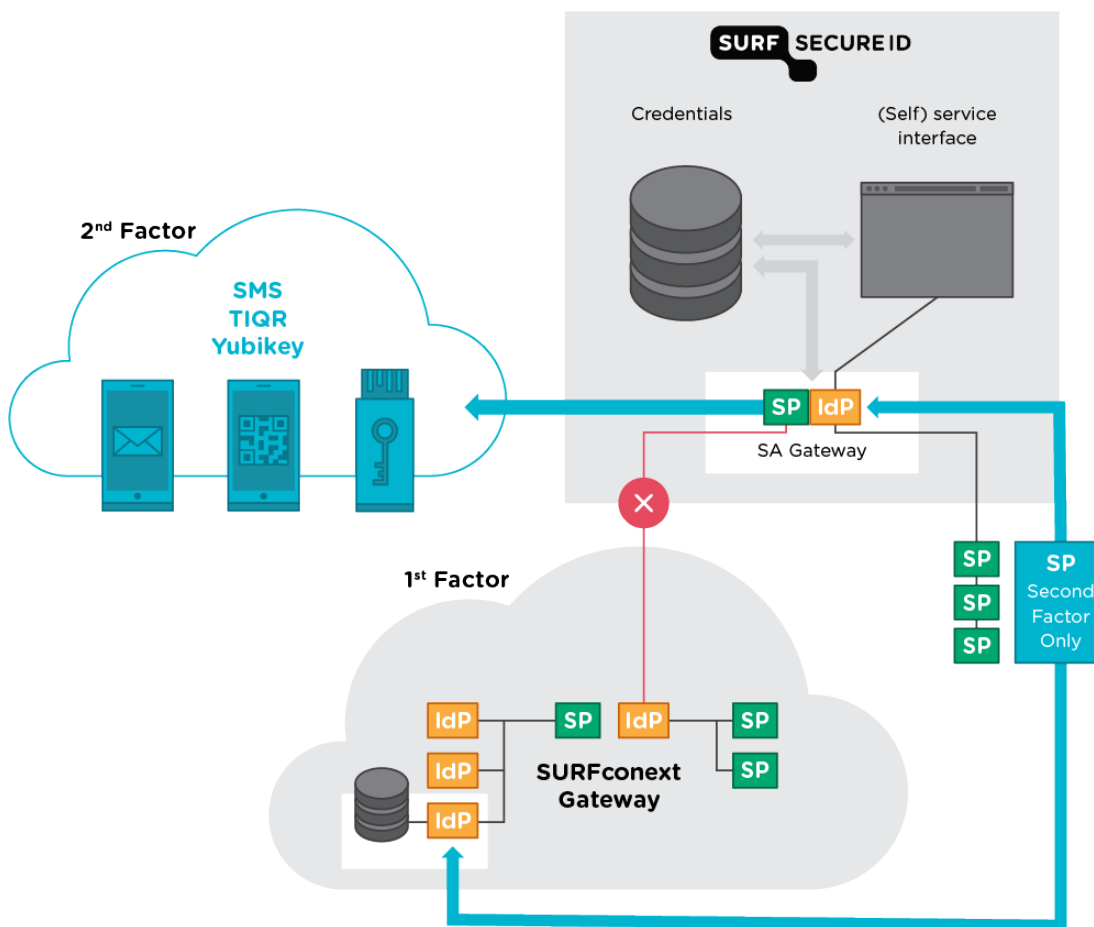 SURF SECURE ID
Credentials
(Self) service
interface
2nd Factor
SMS
TIQR
Yubikey
SP IdP
SA Gateway
1st Factor
SP
SP
SP
SP
Second
Factor
Only
IdP
SP
IdP
SP
IdP
SP
SURFconext
Gateway
IdP